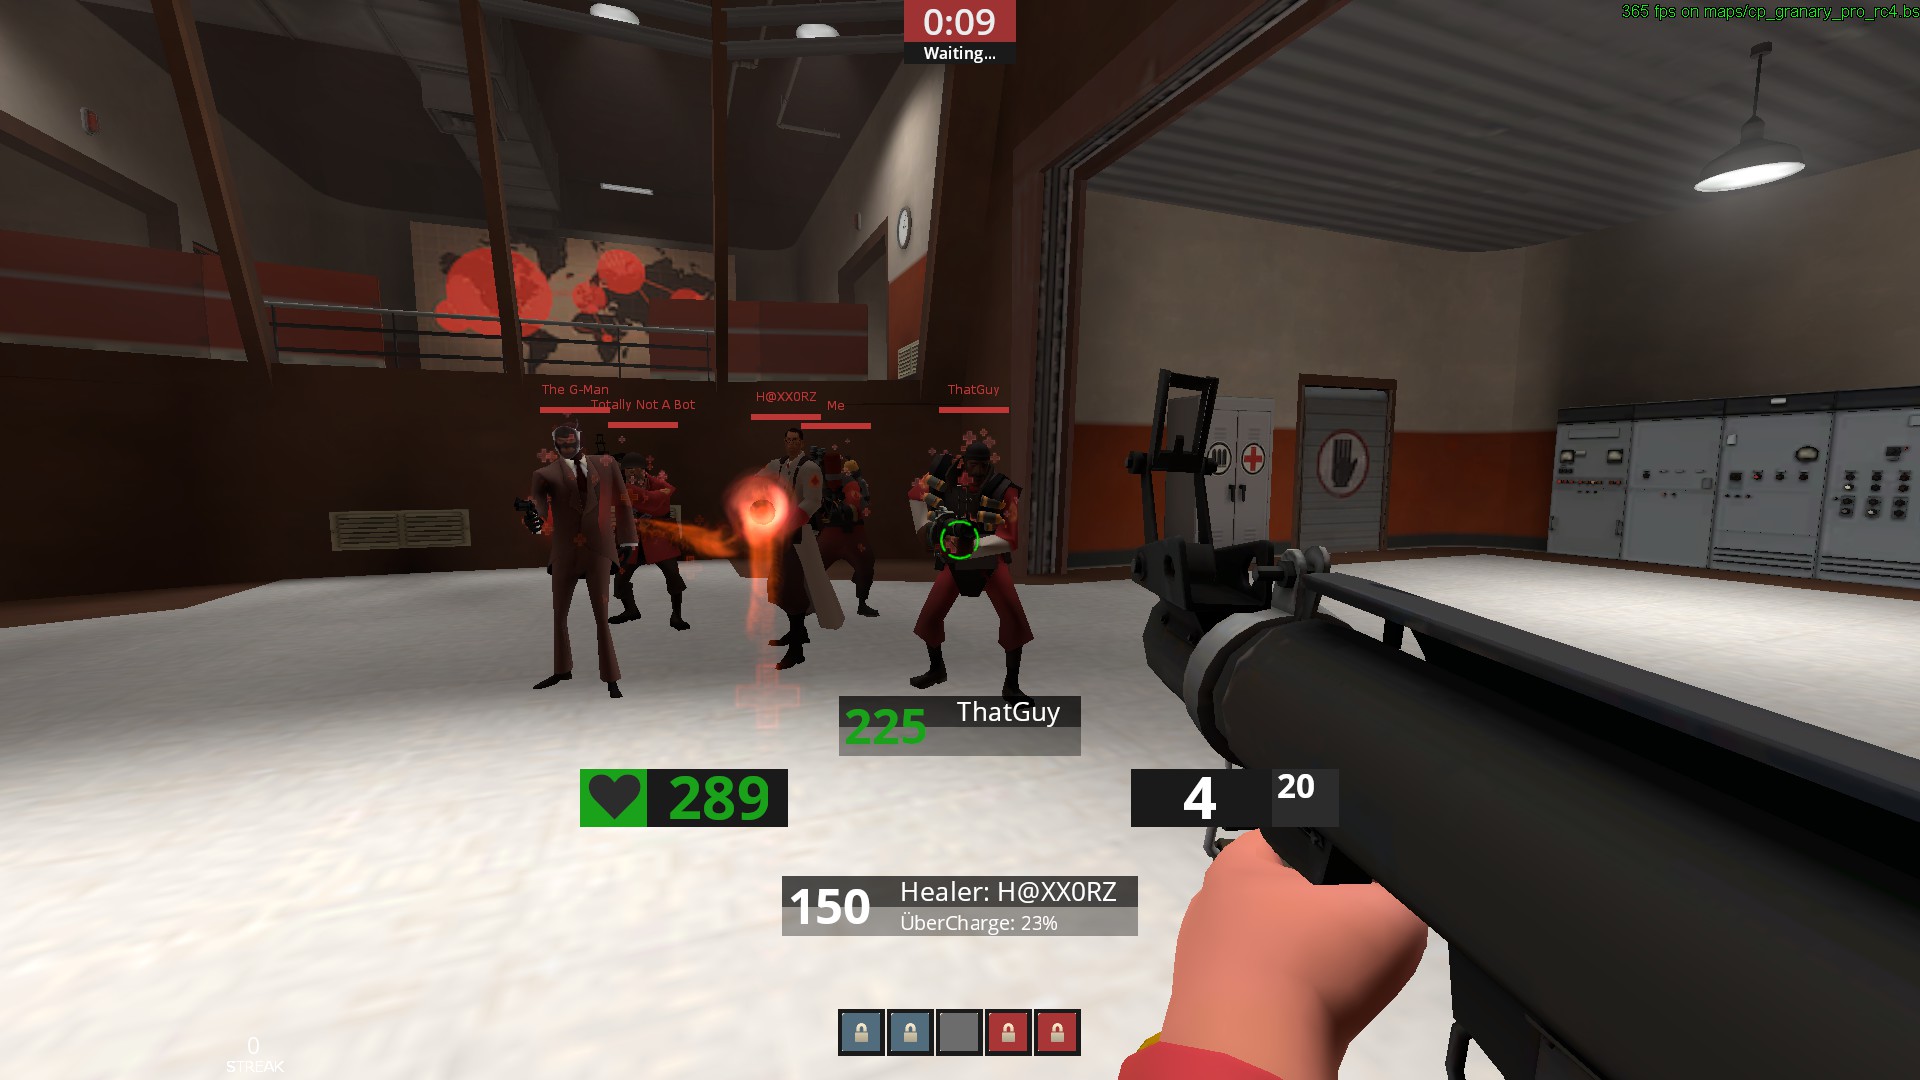 365 fps on maps/cp_granary_pro_rc4.bs
0:09
Waiting...
The G-Man
Totally Not A Bot
H@XX0RZ
Me
ThatGuy
225 ThatGuy
289
4 20
150 Healer: H@XX0RZ
ÜberCharge: 23%
0
STREAK